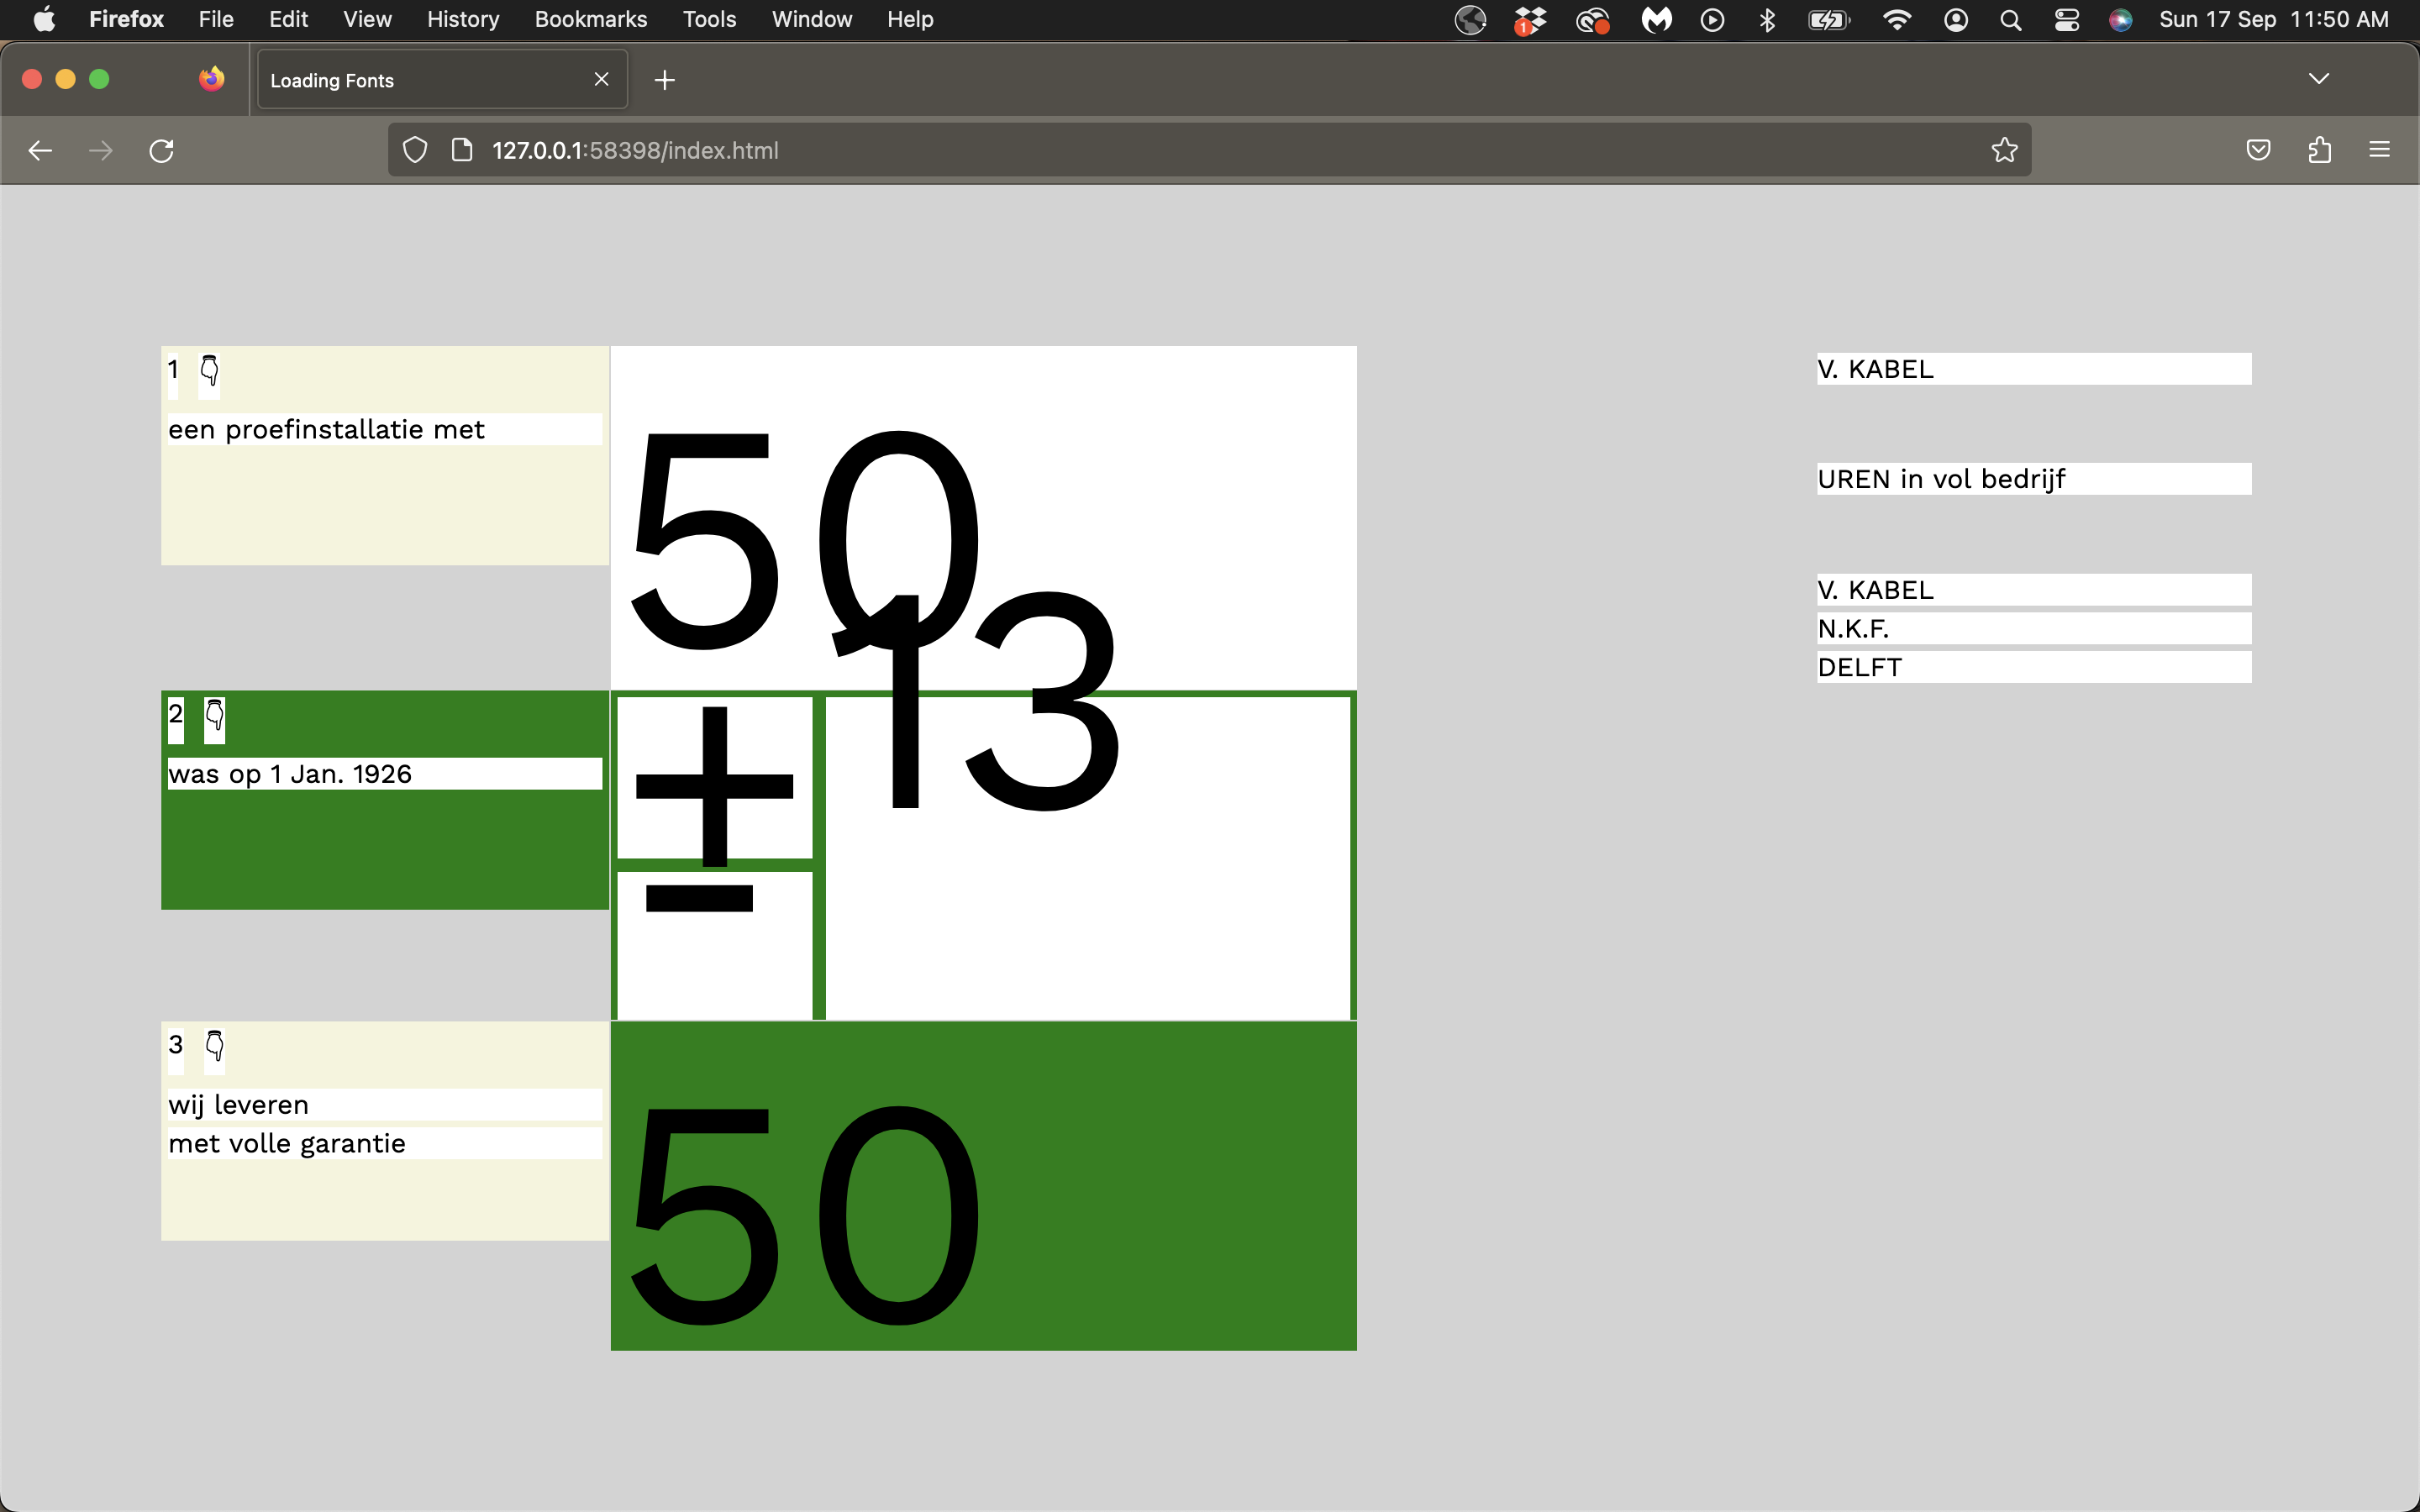 Firefox File Edit View History Bookmarks Tools Window Help 1 Sun 17 Sep 11:50 AM
Loading Fonts
127.0.0.1:58398/index.html
1 👇
een proefinstallatie met
50
V. KABEL
2 👇
was op 1 Jan. 1926
+
-
13
UREN in vol bedrijf
3 👇
wij leveren
met volle garantie
50
V. KABEL
N.K.F.
DELFT